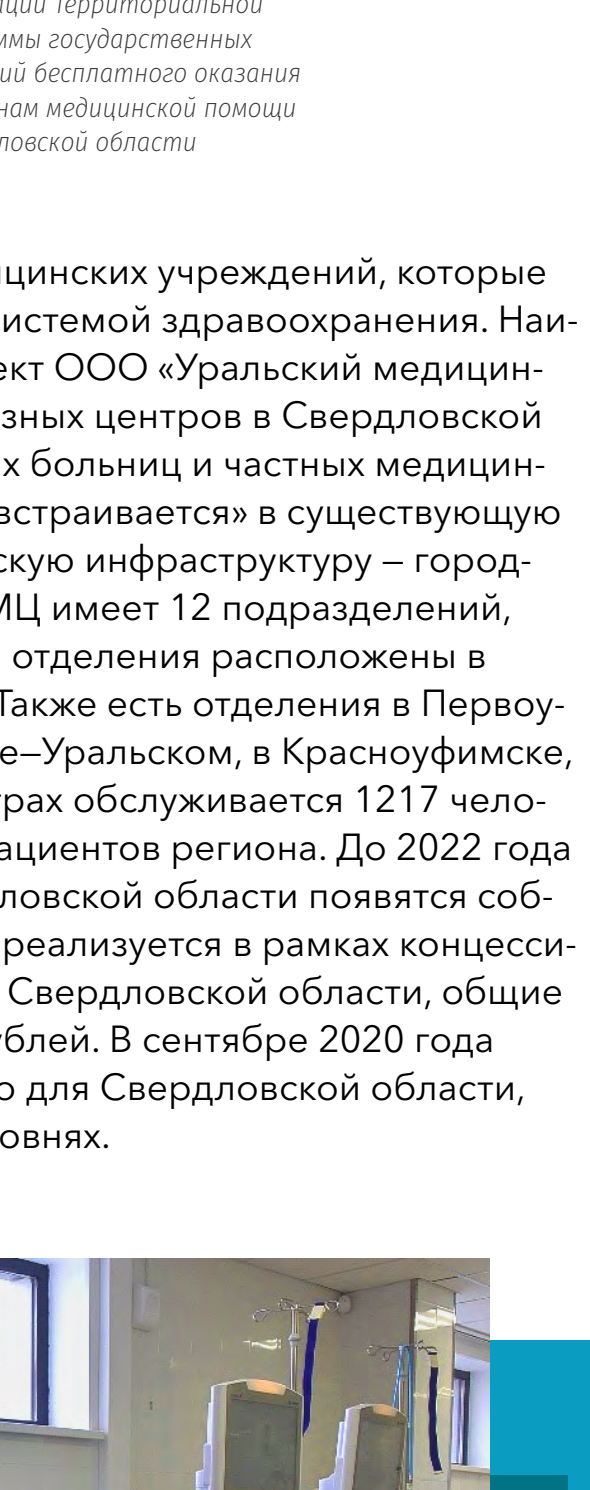 ации Территориальной
ммы государственных
ий бесплатного оказания
нам медицинской помощи
ловской области
цинских учреждений, которые
истемой здравоохранения. Наи-
ект ООО «Уральский медицин-
зных центров в Свердловской
х больниц и частных медицин-
встраивается» в существующую
скую инфраструктуру – город-
МЦ имеет 12 подразделений,
отделения расположены в
Также есть отделения в Первоу-
е–Уральском, в Красноуфимске,
трах обслуживается 1217 чело-
ациентов региона. До 2022 года
ловской области появятся соб-
реализуется в рамках концесси-
Свердловской области, общие
ублей. В сентябре 2020 года
о для Свердловской области,
овнях.